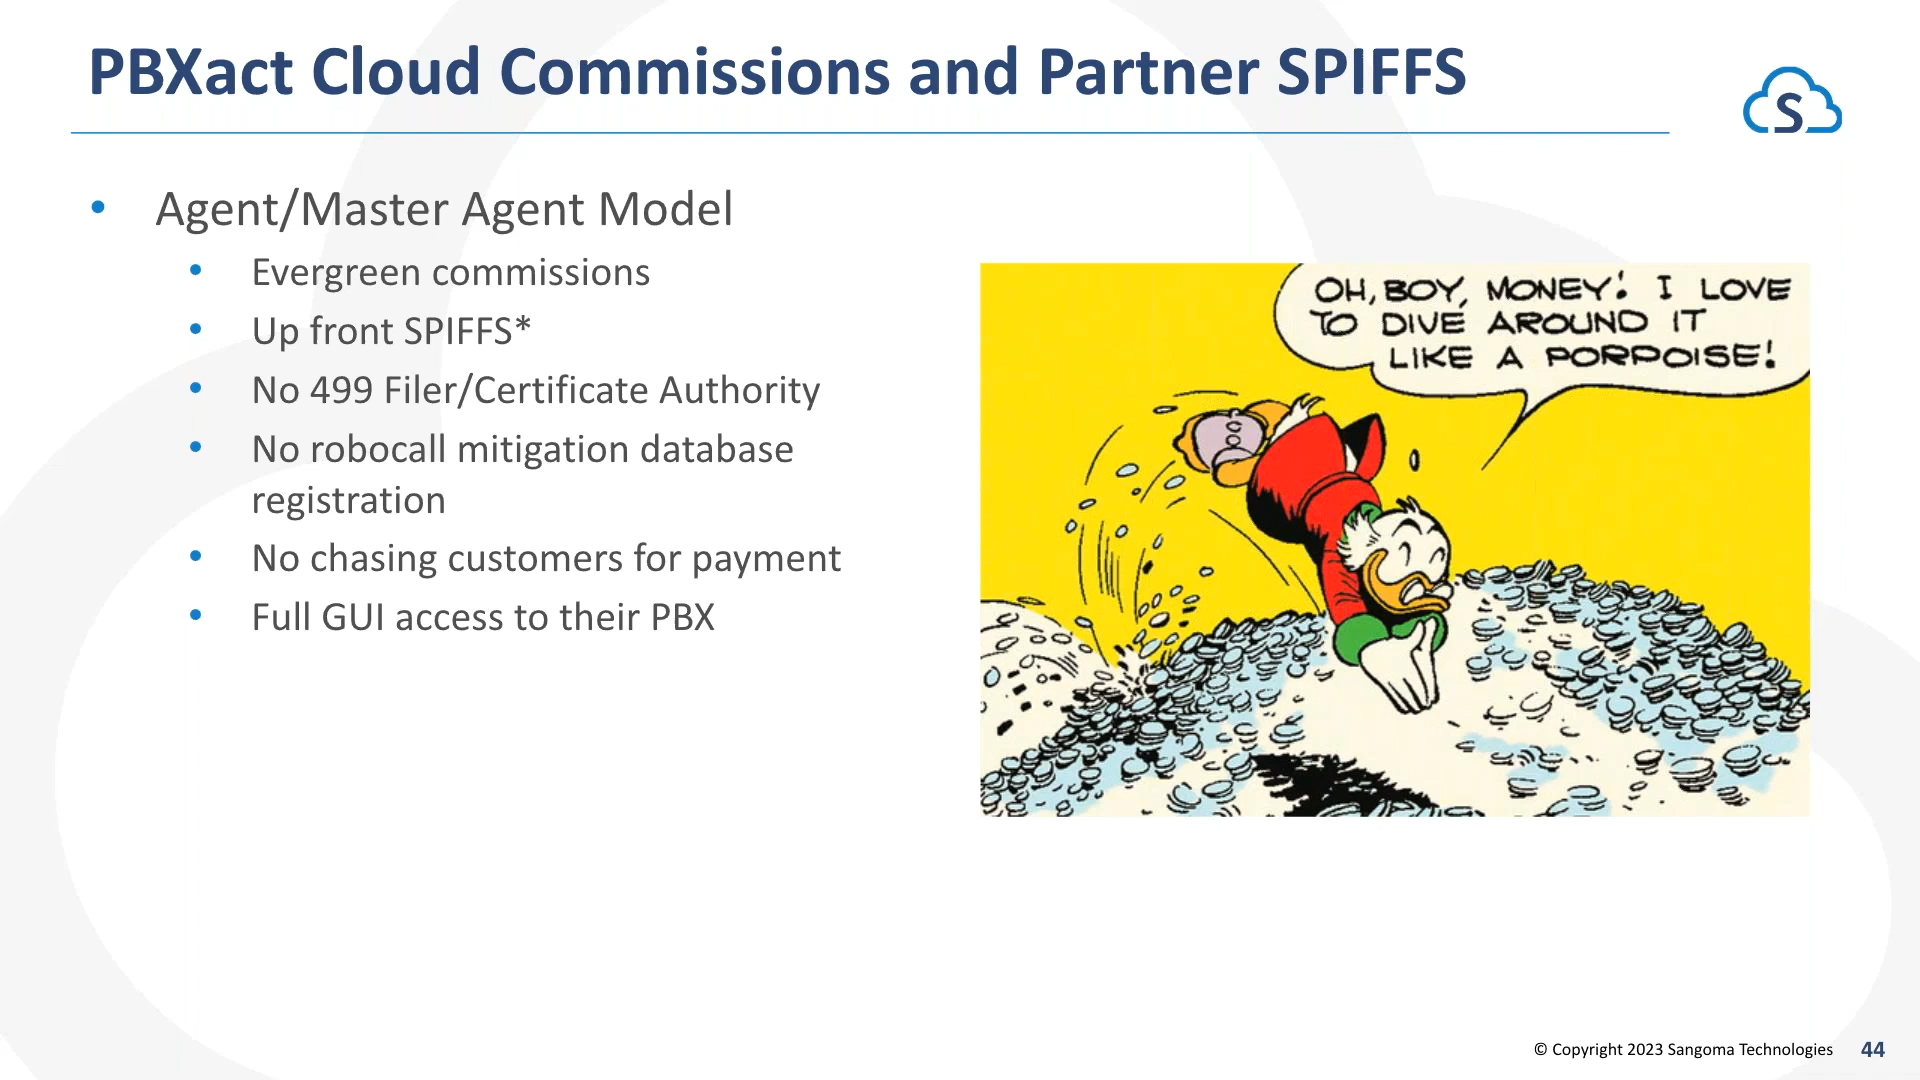 PBXact Cloud Commissions and Partner SPIFFS
S
• Agent/Master Agent Model
• Evergreen commissions
• Up front SPIFFS*
• No 499 Filer/Certificate Authority
• No robocall mitigation database
registration
• No chasing customers for payment
• Full GUI access to their PBX
OH, BOY, MONEY! I LOVE
TO DIVE AROUND IT
LIKE A PORPOISE!
© Copyright 2023 Sangoma Technologies 44